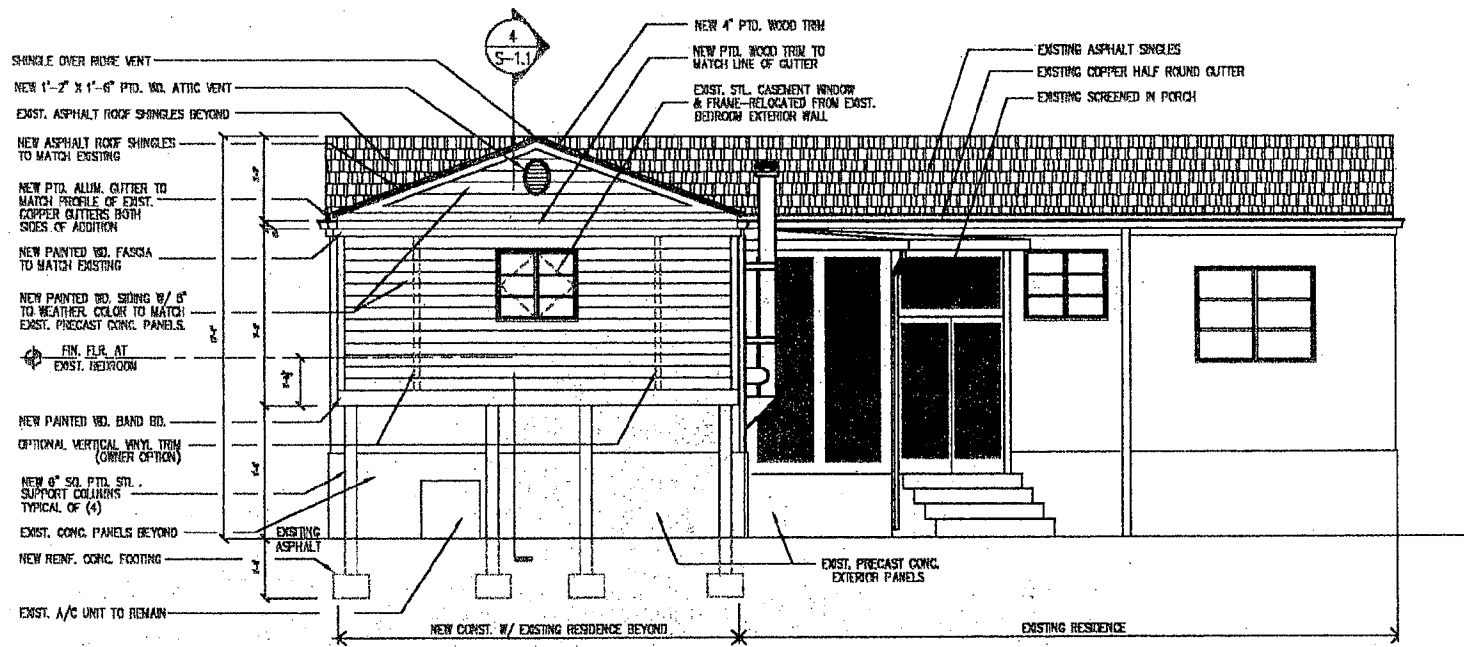 4
S-1.1
SHINGLE OVER RIDGE VENT
NEW 1'-2" X 1'-6" PTD. WD. ATTIC VENT
EXIST. ASPHALT ROOF SHINGLES BEYOND
NEW ASPHALT ROOF SHINGLES
TO MATCH EXISTING
NEW PTD. ALUM. GUTTER TO
MATCH PROFILE OF EXIST.
COPPER GUTTERS BOTH
SIDES OF ADDITION
NEW PAINTED WD. FASCIA
TO MATCH EXISTING
NEW PAINTED WD. SIDING W/ 8"
TO WEATHER. COLOR TO MATCH
EXIST. PRECAST CONC. PANELS.
FIN. FLR. AT
EXIST. BEDROOM
NEW PAINTED WD. BAND BD.
OPTIONAL VERTICAL VINYL TRIM
(OWNER OPTION)
NEW 6" SQ. PTD. STL.
SUPPORT COLUMNS
TYPICAL OF (4)
EXIST. CONC. PANELS BEYOND
EXISTING
ASPHALT
NEW REINF. CONC. FOOTING
EXIST. A/C UNIT TO REMAIN
NEW 4" PTD. WOOD TRIM
NEW PTD. WOOD TRIM TO
MATCH LINE OF GUTTER
EXIST. STL. CASEMENT WINDOW
& FRAME-RELOCATED FROM EXIST.
BEDROOM EXTERIOR WALL
EXISTING ASPHALT SINGLES
EXISTING COPPER HALF ROUND GUTTER
EXISTING SCREENED IN PORCH
EXIST. PRECAST CONC.
EXTERIOR PANELS
NEW CONST. W/ EXISTING RESIDENCE BEYOND
EXISTING RESIDENCE